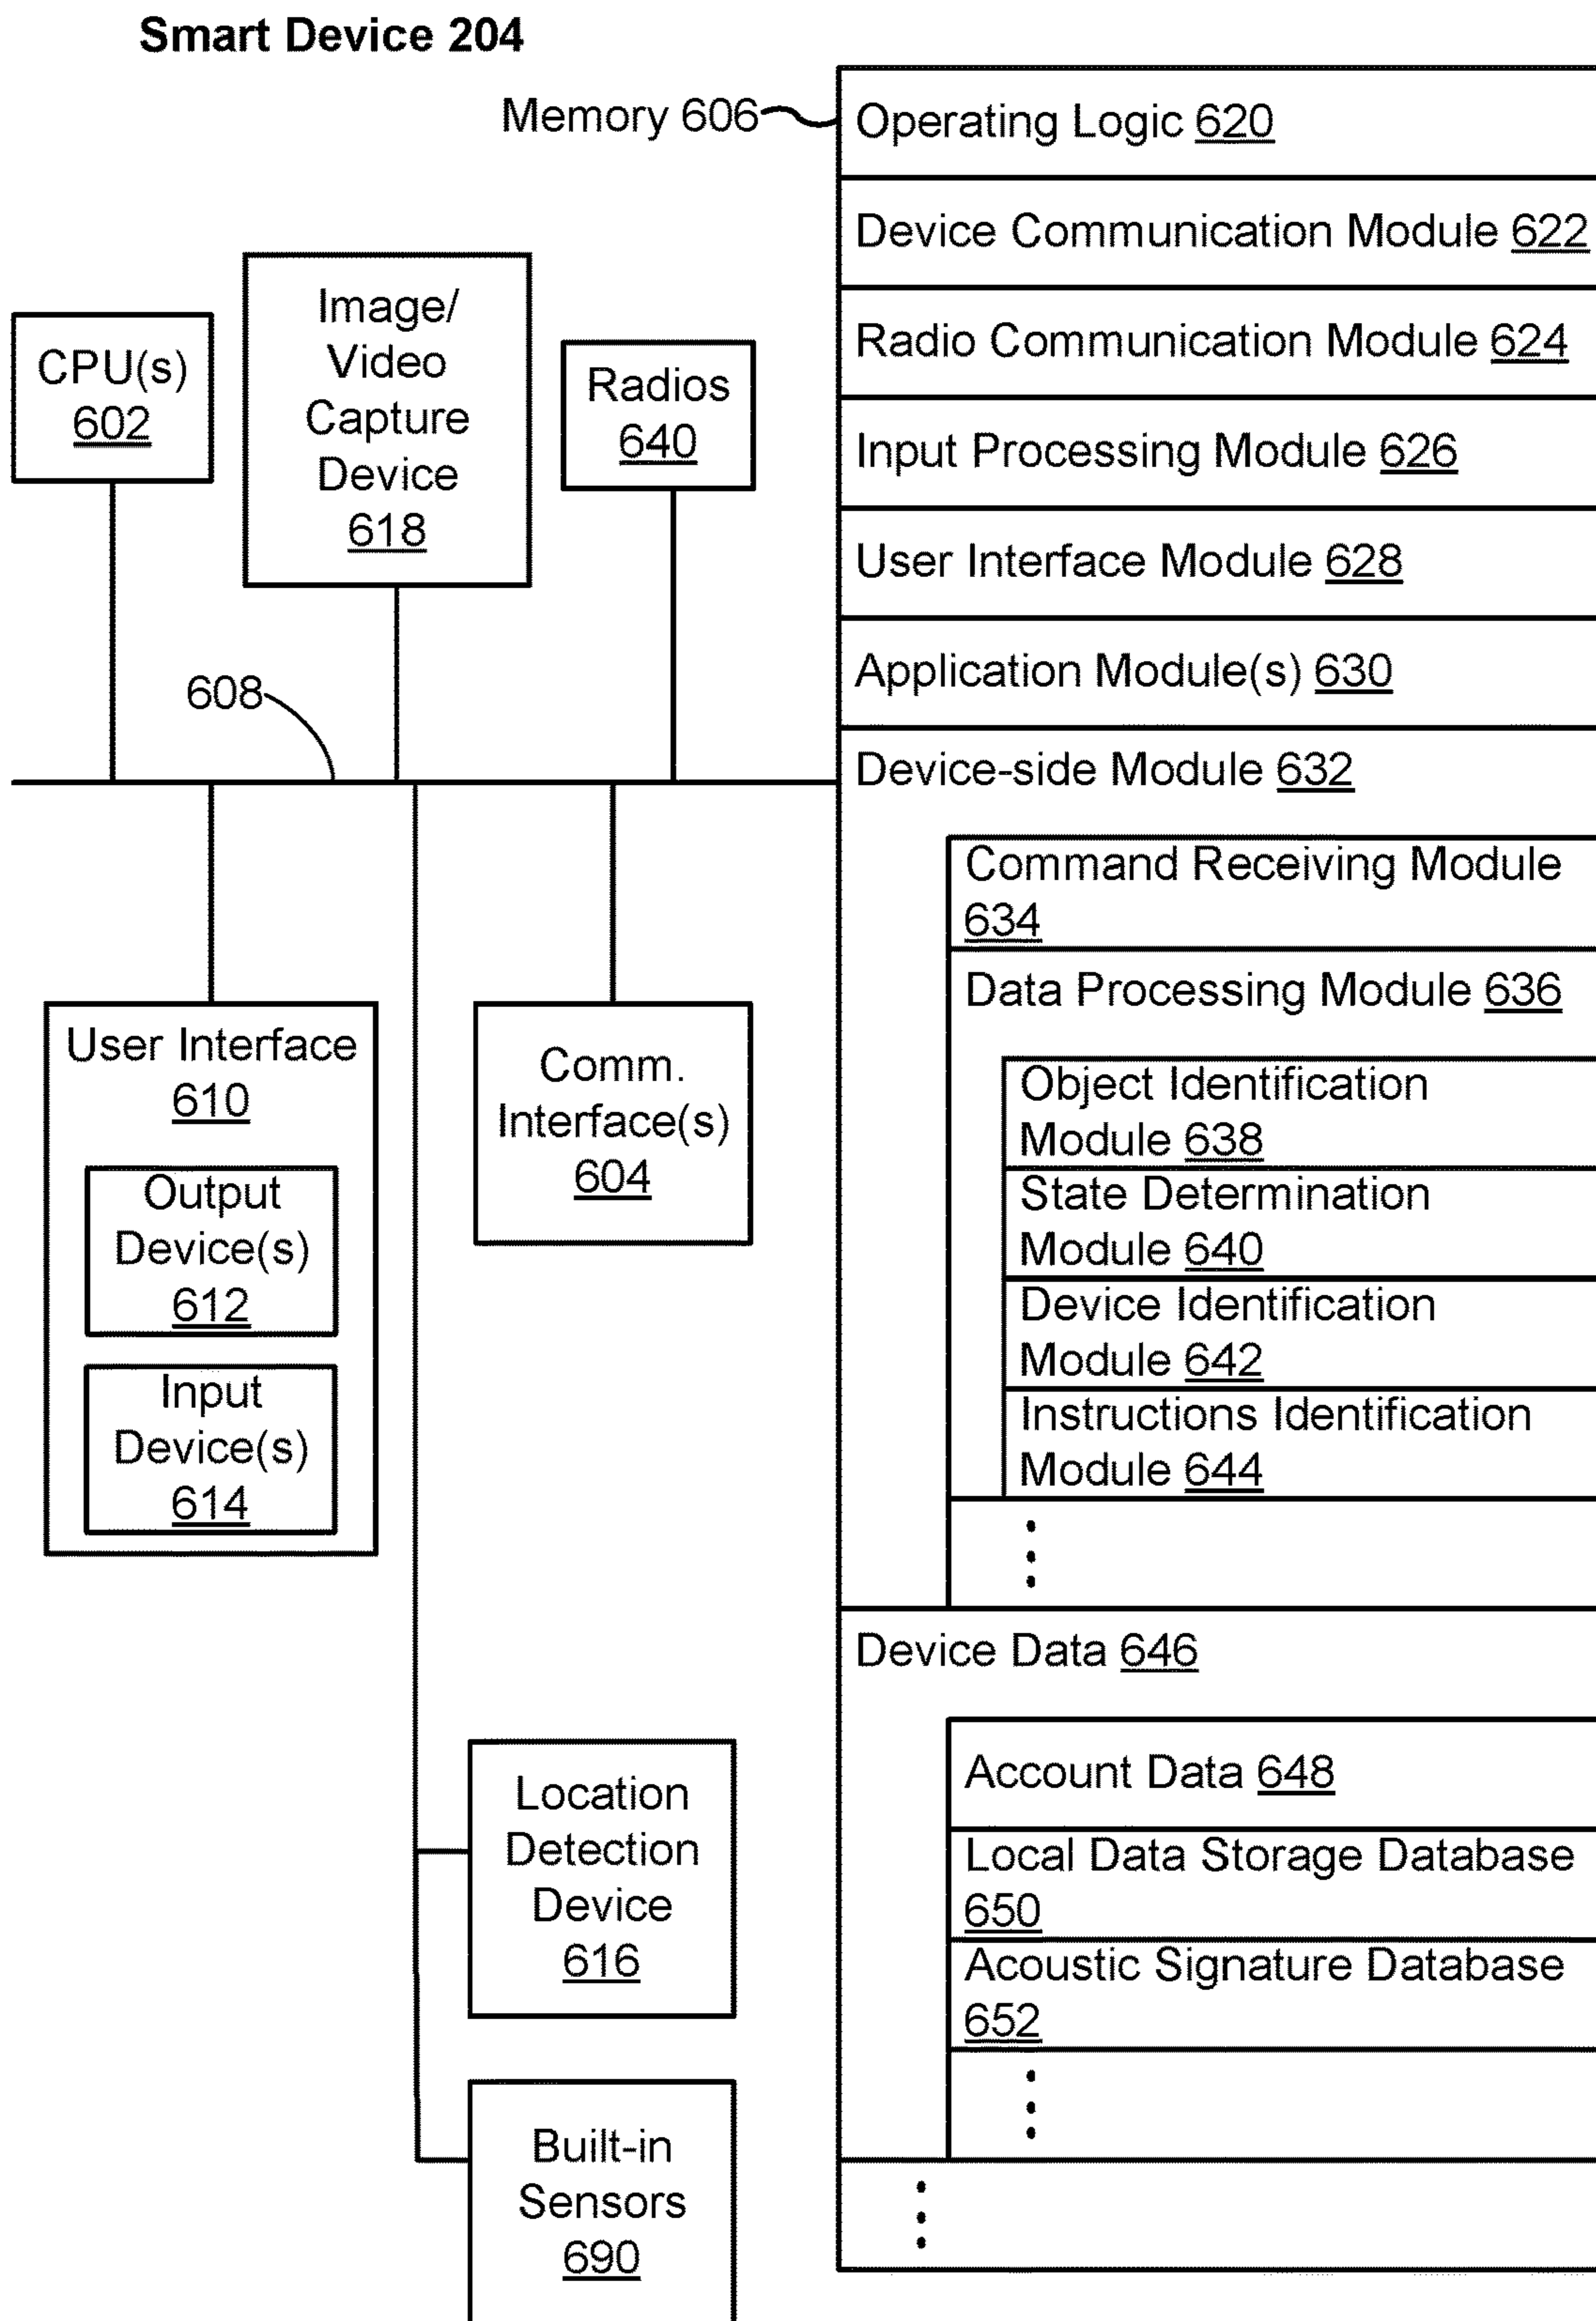 Smart Device 204
Memory 606
CPU(s)
602
Image/
Video
Capture
Device
618
Radios
640
608
User Interface
610
Output
Device(s)
612
Input
Device(s)
614
Comm.
Interface(s)
604
Location
Detection
Device
616
Built-in
Sensors
690
Operating Logic 620
Device Communication Module 622
Radio Communication Module 624
Input Processing Module 626
User Interface Module 628
Application Module(s) 630
Device-side Module 632
Command Receiving Module
634
Data Processing Module 636
Object Identification
Module 638
State Determination
Module 640
Device Identification
Module 642
Instructions Identification
Module 644
Device Data 646
Account Data 648
Local Data Storage Database
650
Acoustic Signature Database
652